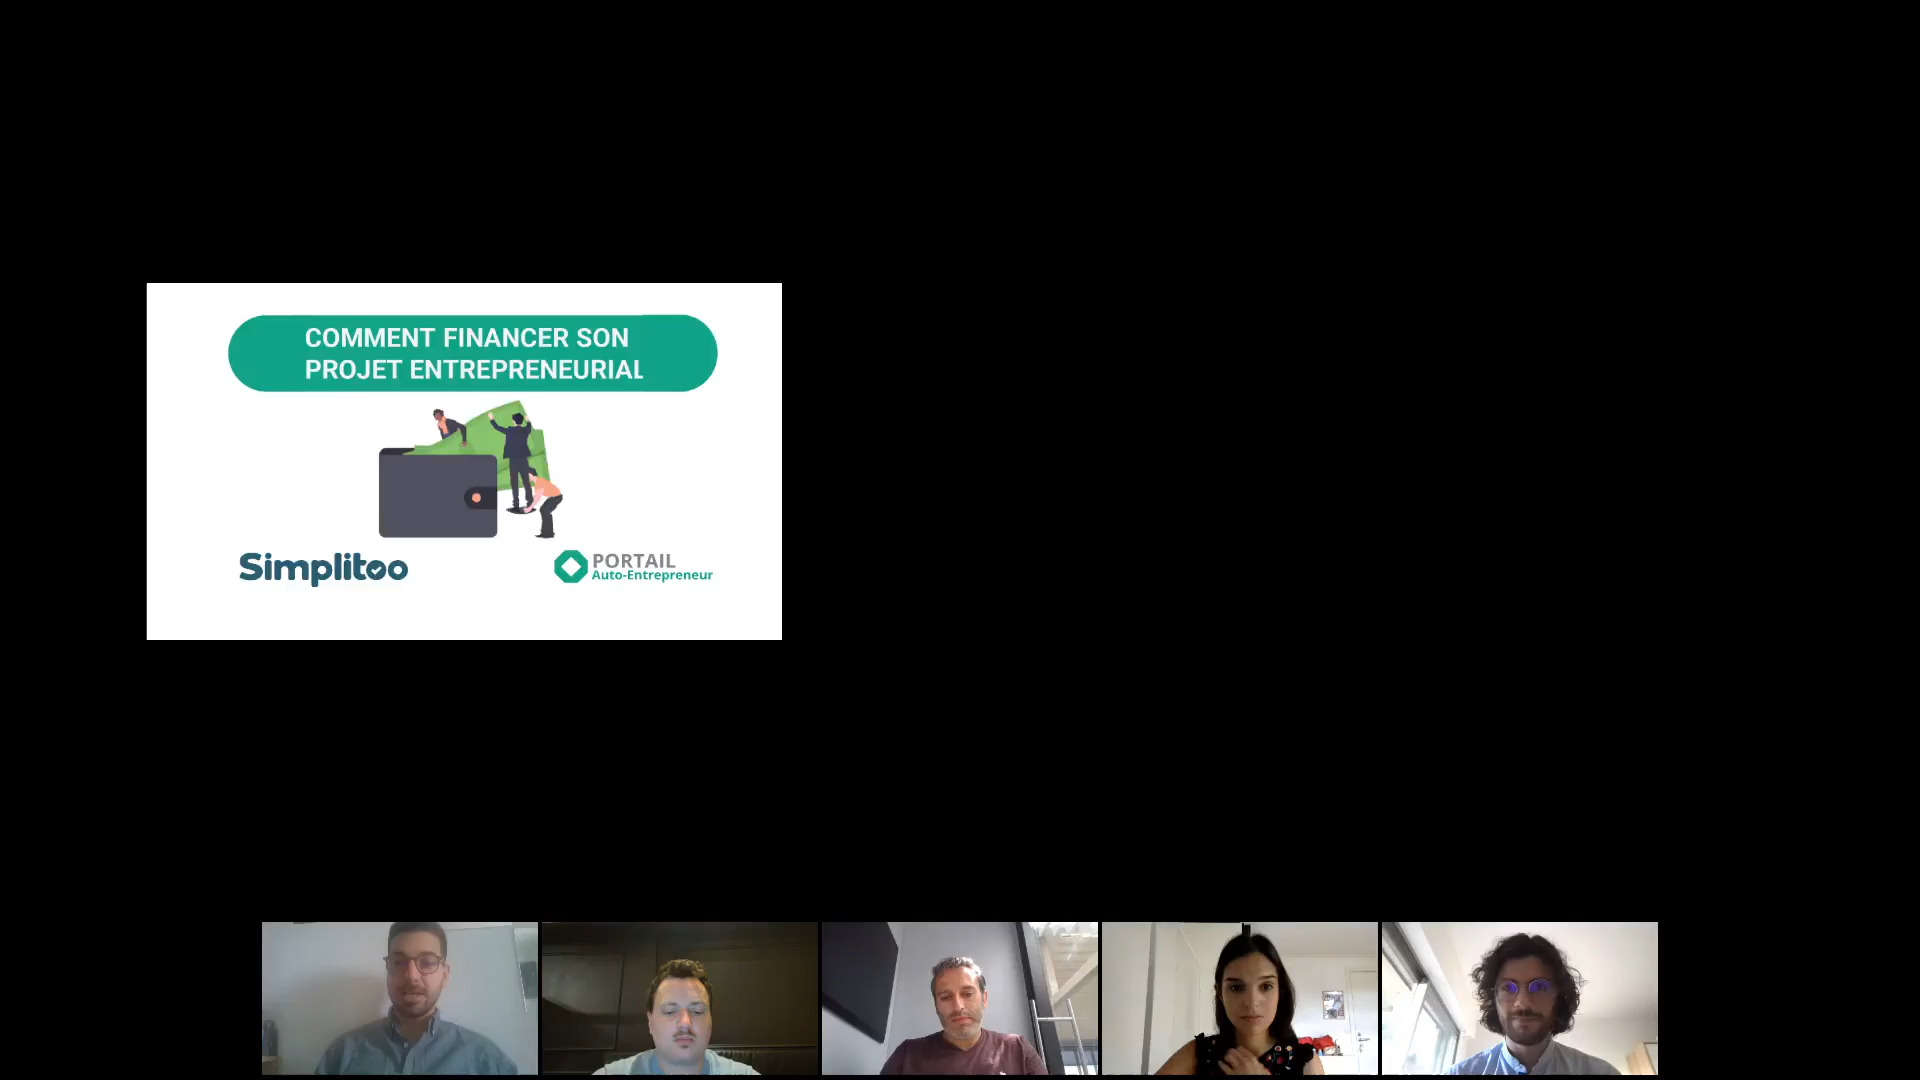 COMMENT FINANCER SON
PROJET ENTREPRENEURIAL
Simplitoo
PORTAIL
Auto-Entrepreneur